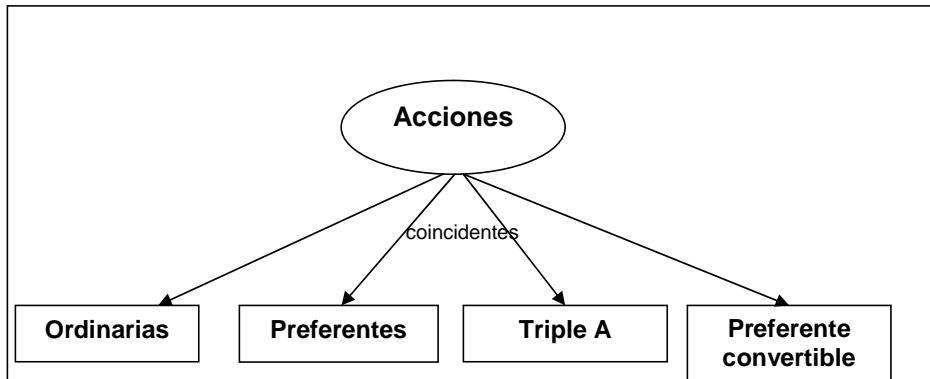 Acciones
coincidentes
Ordinarias
Preferentes
Triple A
Preferente
convertible